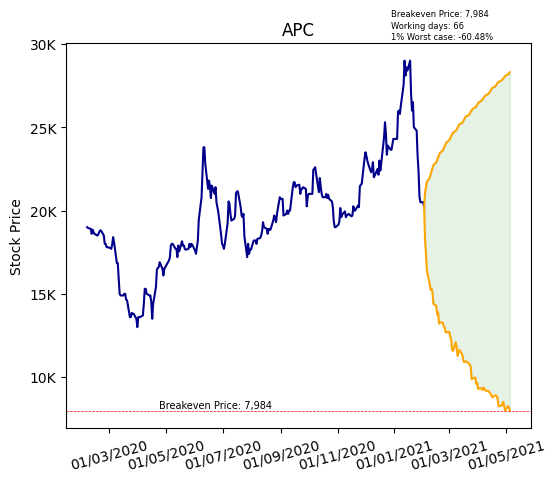 Breakeven Price: 7,984
Working days: 66
1% Worst case: -60.48%
APC
Stock Price
30K
25K
20K
15K
10K
Breakeven Price: 7,984
01/03/2020
01/05/2020
01/07/2020
01/09/2020
01/11/2020
01/01/2021
01/03/2021
01/05/2021